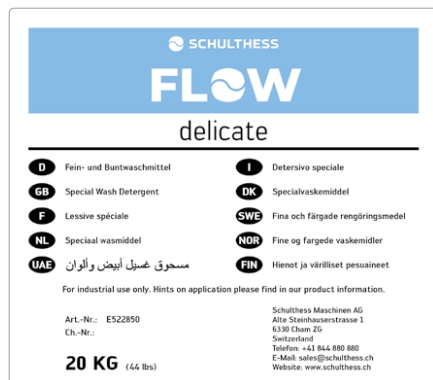 SCHULTHESS
FLOW
delicate
D Fein- und Buntwaschmittel
GB Special Wash Detergent
F Lessive spéciale
NL Speciaal wasmiddel
UAE مسحوق غسيل أبيض وألوان
I Detersivo speciale
DK Specialvaskemiddel
SWE Fina och färgade rengöringsmedel
NOR Fine og fargede vaskemidler
FIN Hienot ja värilliset pesuaineet
For industrial use only. Hints on application please find in our product information.
Art.-Nr.: E522850
Ch.-Nr.:
20 KG (44 lbs)
Schulthess Maschinen AG
Alte Steinhauserstrasse 1
6330 Cham ZG
Switzerland
Telefon: +41 844 880 880
E-Mail: sales@schulthess.ch
Website: www.schulthess.ch